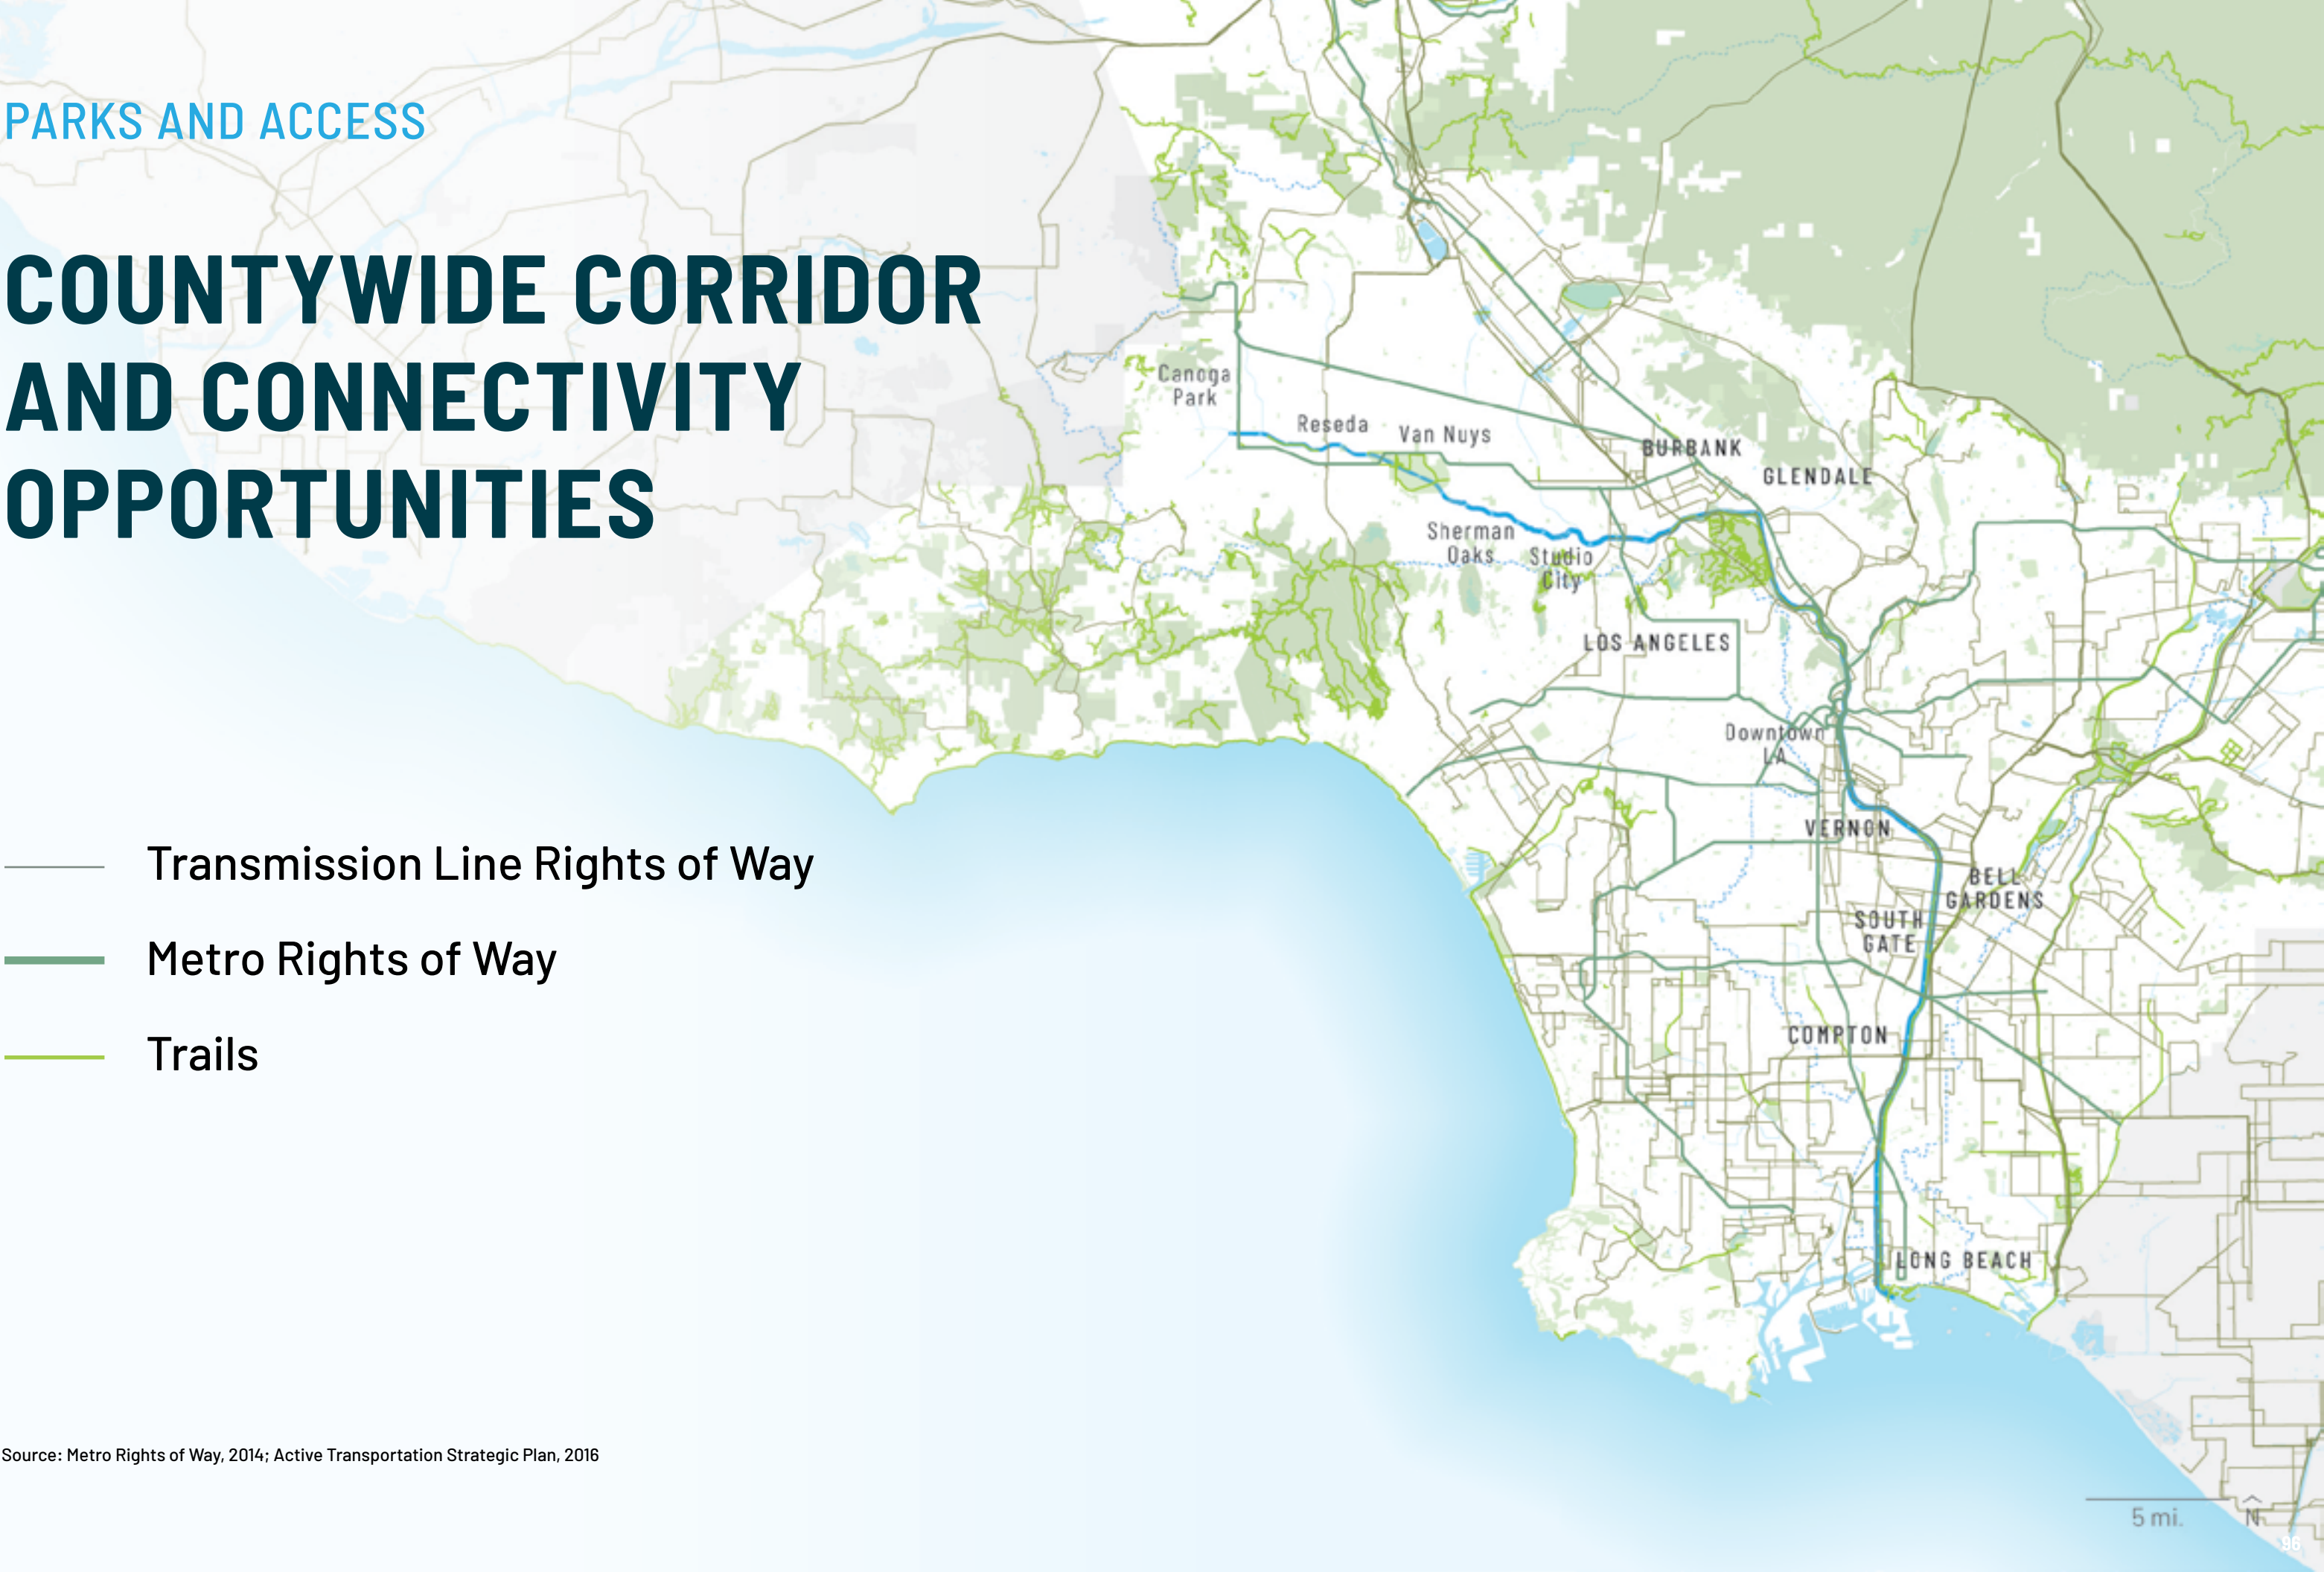 PARKS AND ACCESS
COUNTYWIDE CORRIDOR
AND CONNECTIVITY
OPPORTUNITIES
Transmission Line Rights of Way
Metro Rights of Way
Trails
Source: Metro Rights of Way, 2014; Active Transportation Strategic Plan, 2016
Canoga
Park
Reseda
Van Nuys
BURBANK
GLENDALE
Sherman
Oaks
Studio
City
LOS ANGELES
Downtown
LA
VERNON
BELL
GARDENS
SOUTH
GATE
COMPTON
LONG BEACH
5 mi.
N
96